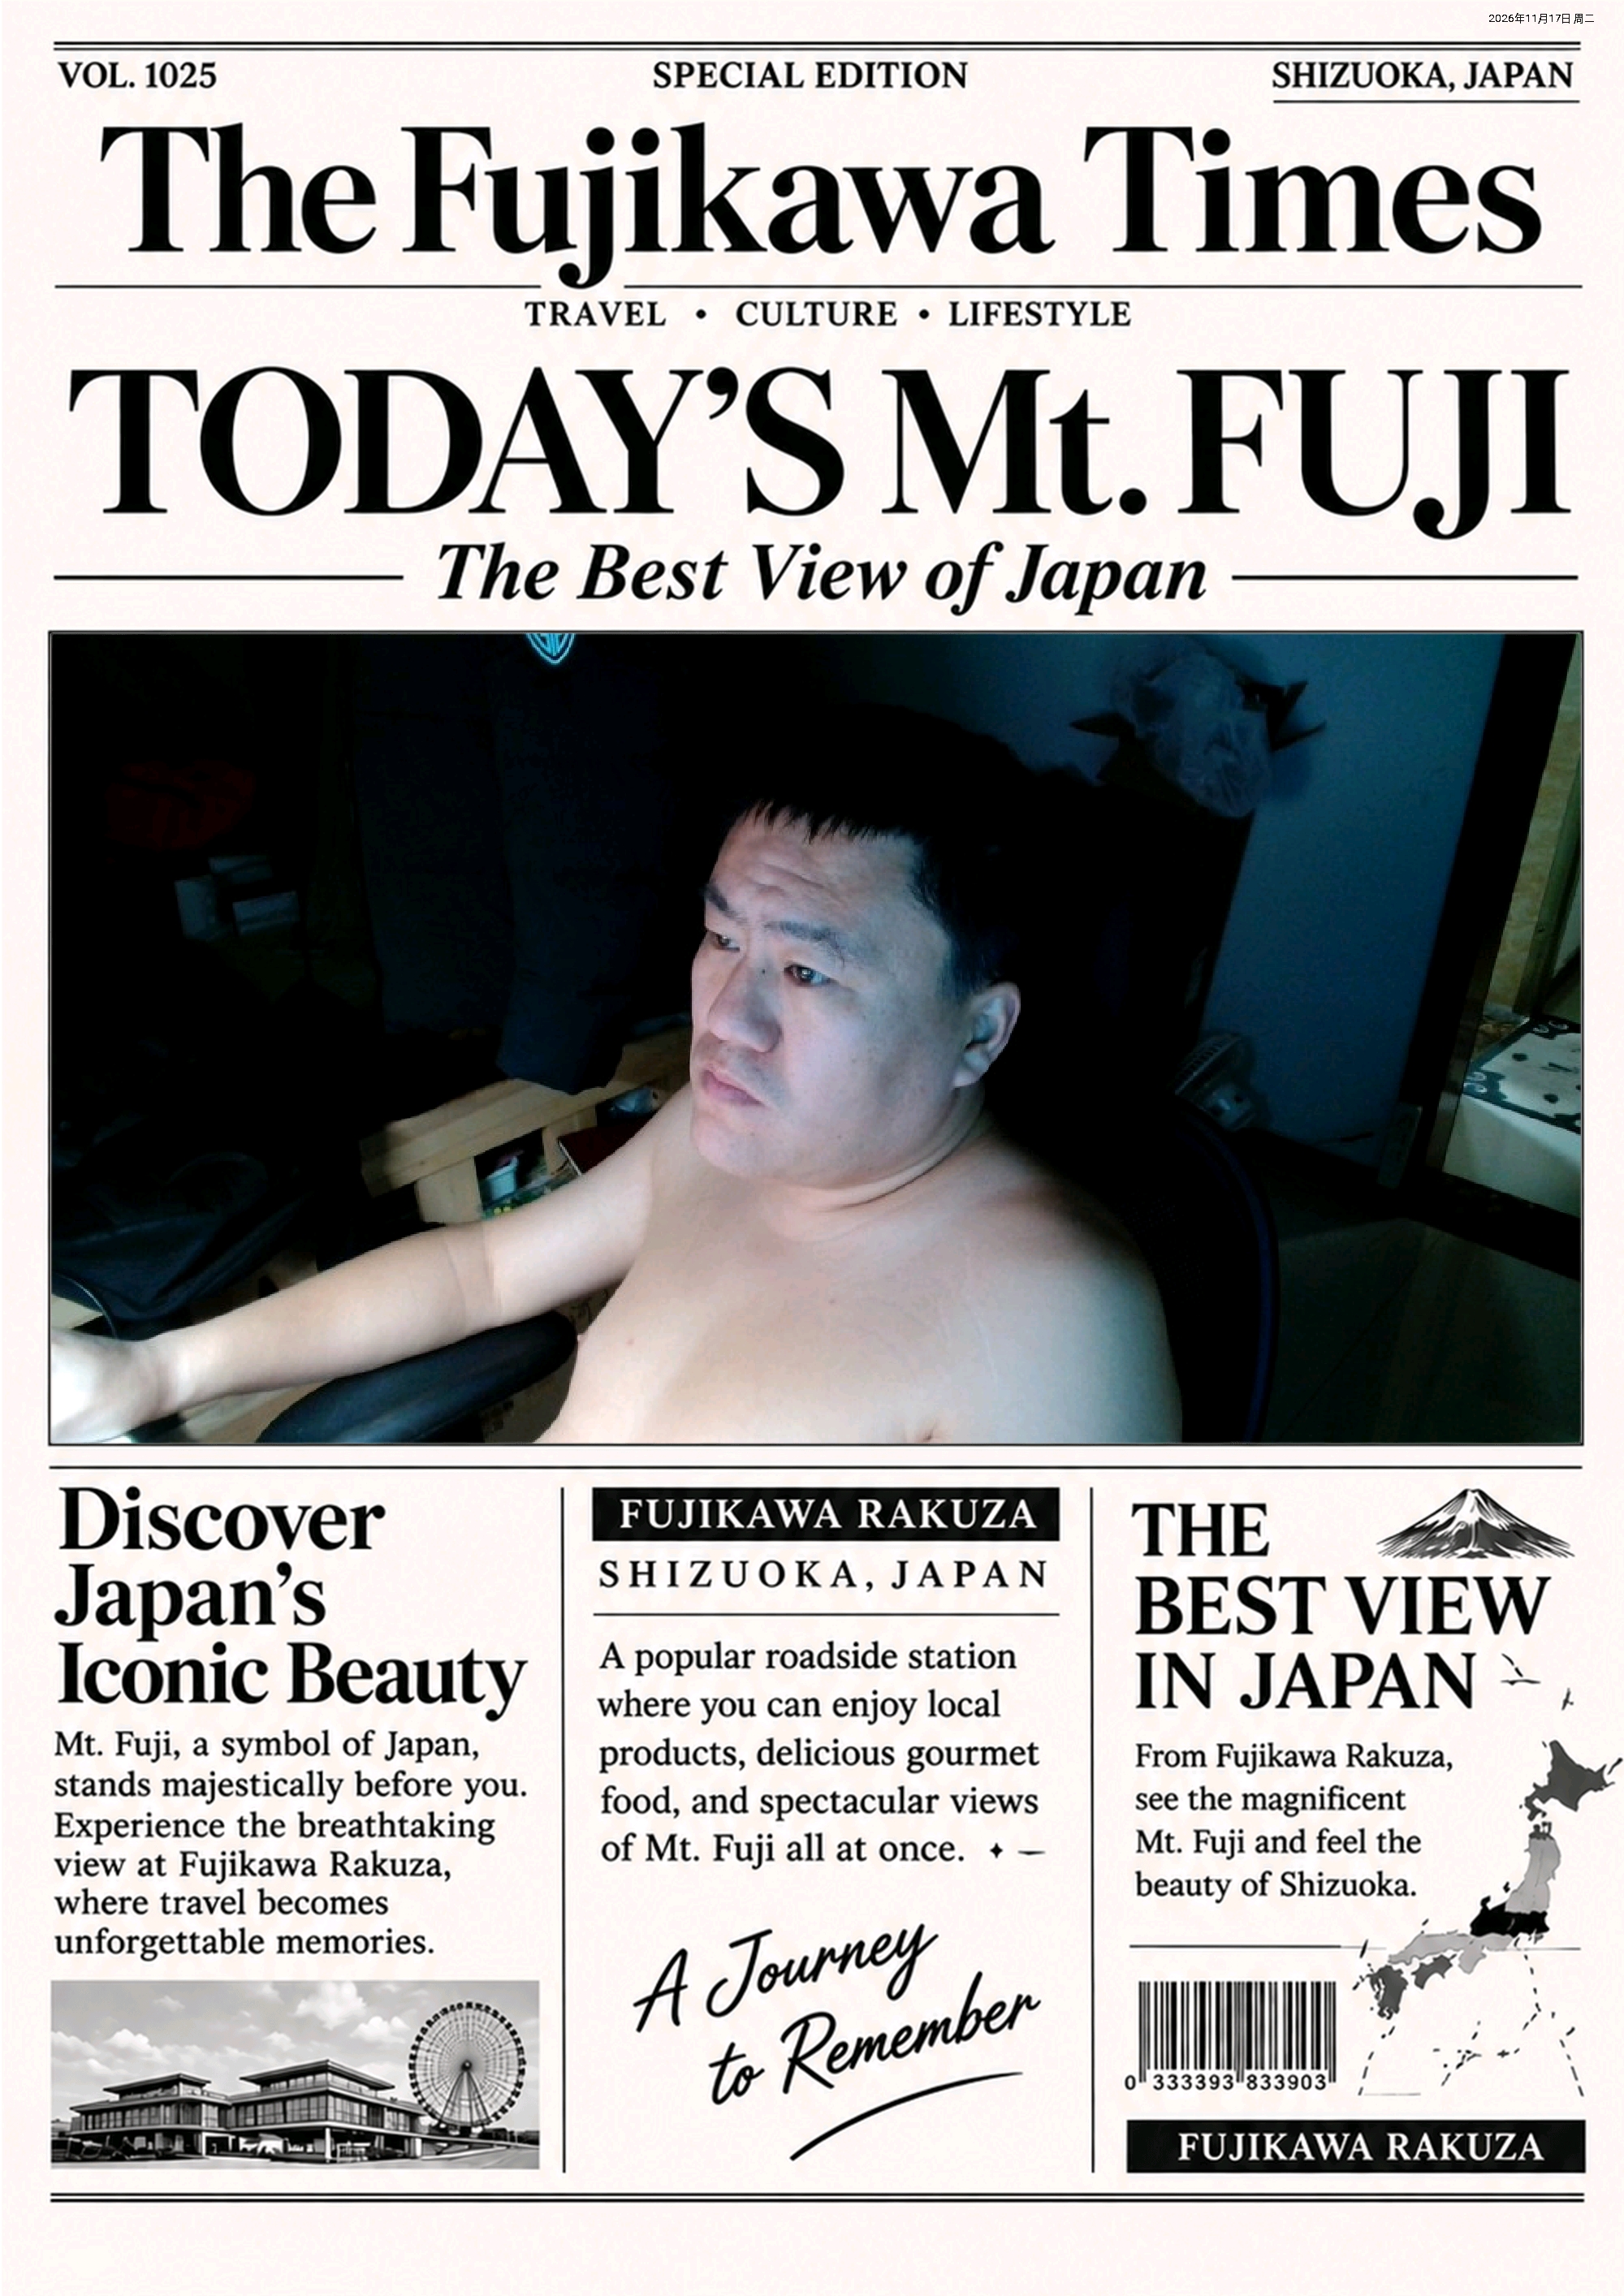 2026年11月17日 周二
VOL. 1025
SPECIAL EDITION
SHIZUOKA, JAPAN
The Fujikawa Times
TRAVEL • CULTURE • LIFESTYLE
TODAY’S Mt. FUJI
The Best View of Japan
Discover
Japan’s
Iconic Beauty
Mt. Fuji, a symbol of Japan,
stands majestically before you.
Experience the breathtaking
view at Fujikawa Rakuza,
where travel becomes
unforgettable memories.
FUJIKAWA RAKUZA
SHIZUOKA, JAPAN
A popular roadside station
where you can enjoy local
products, delicious gourmet
food, and spectacular views
of Mt. Fuji all at once.
A Journey
to Remember
THE
BEST VIEW
IN JAPAN
From Fujikawa Rakuza,
see the magnificent
Mt. Fuji and feel the
beauty of Shizuoka.
0 333393 833903
FUJIKAWA RAKUZA